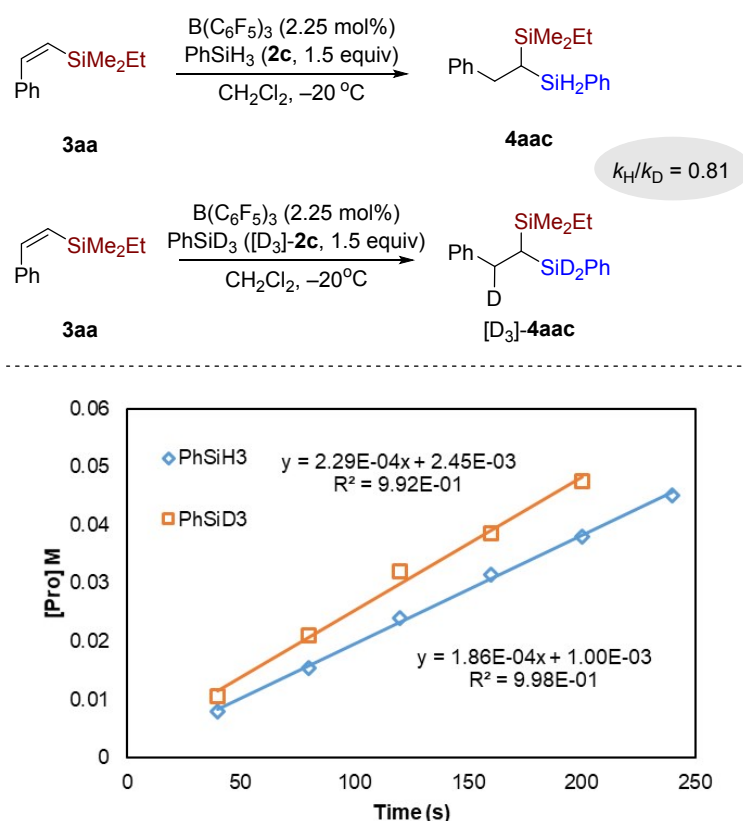 B(C6F5)3 (2.25 mol%)
PhSiH3 (2c, 1.5 equiv)
CH2Cl2, –20 oC
SiMe2Et
Ph
3aa
SiMe2Et
Ph
SiH2Ph
4aac
kH/kD = 0.81
B(C6F5)3 (2.25 mol%)
PhSiD3 ([D3]-2c, 1.5 equiv)
CH2Cl2, –20oC
SiMe2Et
Ph
3aa
SiMe2Et
Ph
SiD2Ph
D
[D3]-4aac
0.06
0.05
0.04
0.03
0.02
0.01
0
[Pro] M
PhSiH3
PhSiD3
y = 2.29E-04x + 2.45E-03
R² = 9.92E-01
y = 1.86E-04x + 1.00E-03
R² = 9.98E-01
0 50 100 150 200 250
Time (s)